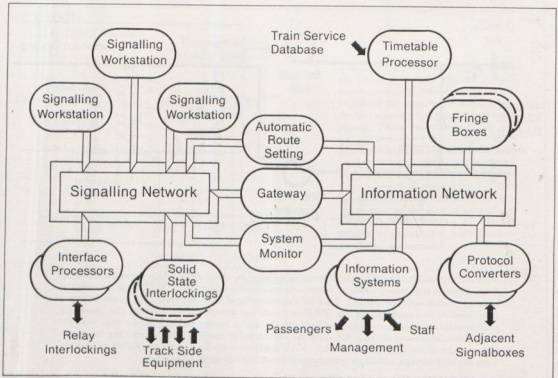 Signalling
Workstation
Train Service
Database
Timetable
Processor
Signalling
Workstation
Signalling
Workstation
Fringe
Boxes
Automatic
Route
Setting
Signalling Network
Gateway
Information Network
System
Monitor
Interface
Processors
Solid
State
Interlockings
Information
Systems
Protocol
Converters
Relay
Interlockings
Track Side
Equipment
Passengers
Management
Staff
Adjacent
Signalboxes